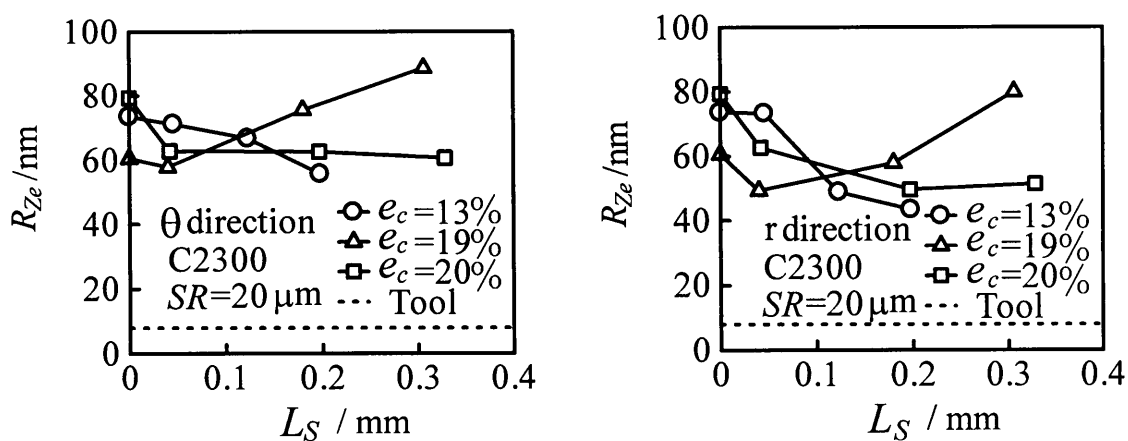 100
80
60
40
20
0
R_Ze /nm
θ direction
C2300
SR=20 μm
e_c=13%
e_c=19%
e_c=20%
Tool
0 0.1 0.2 0.3 0.4
L_S / mm
100
80
60
40
20
0
R_Ze /nm
r direction
C2300
SR=20 μm
e_c=13%
e_c=19%
e_c=20%
Tool
0 0.1 0.2 0.3 0.4
L_S / mm